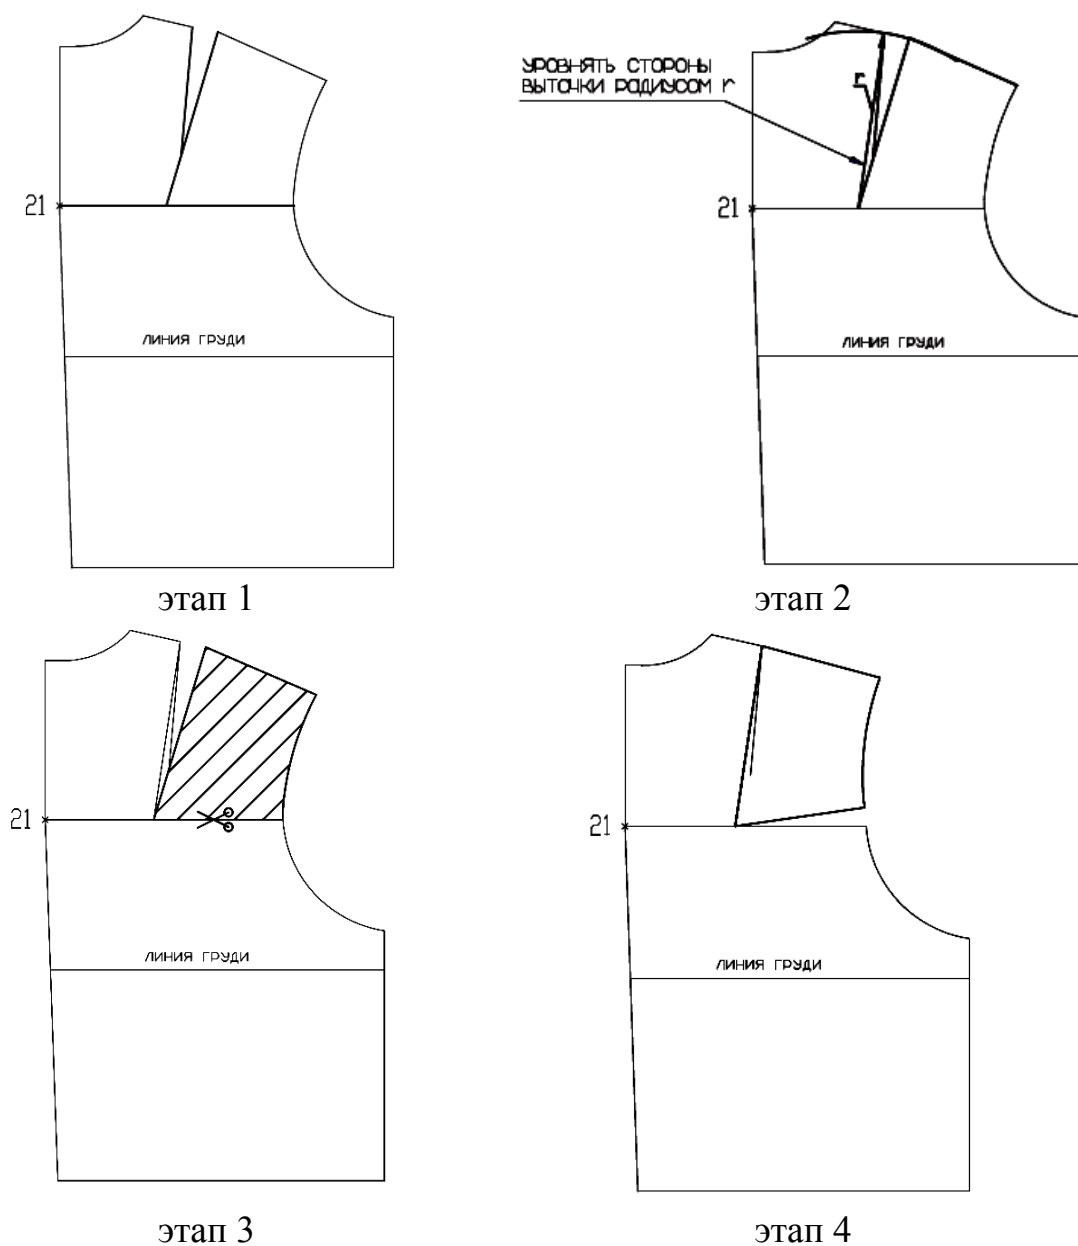 21
ЛИНИЯ ГРУДИ
этап 1
УРОВНЯТЬ СТОРОНЫ
ВЫТОЧКИ РАДИУСОМ r
r
21
ЛИНИЯ ГРУДИ
этап 2
21
ЛИНИЯ ГРУДИ
этап 3
21
ЛИНИЯ ГРУДИ
этап 4